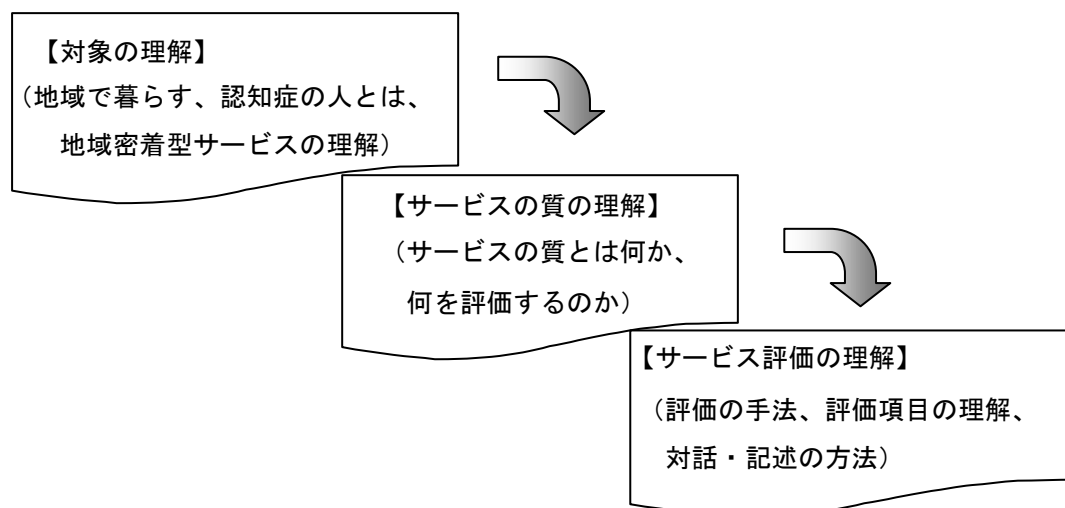 【対象の理解】
（地域で暮らす、認知症の人とは、
地域密着型サービスの理解）
【サービスの質の理解】
（サービスの質とは何か、
何を評価するのか）
【サービス評価の理解】
（評価の手法、評価項目の理解、
対話・記述の方法）